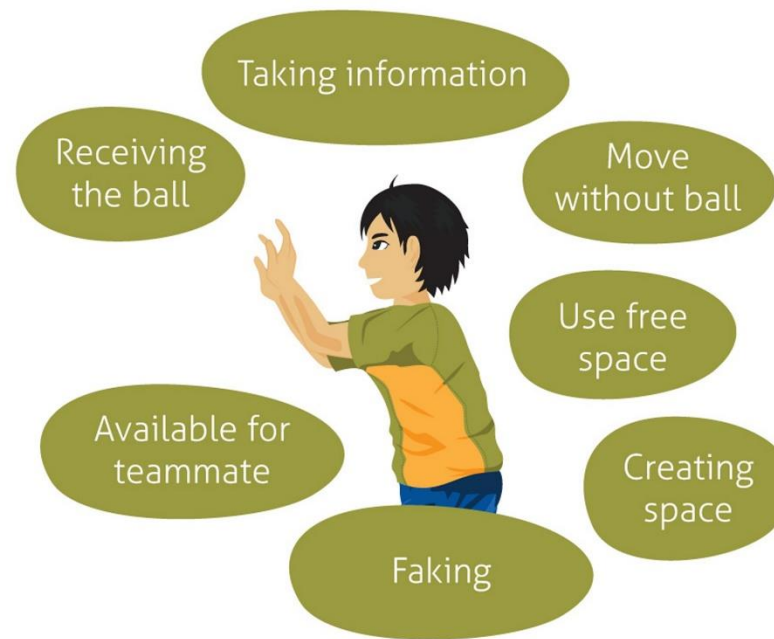 Taking information
Receiving
the ball
Move
without ball
Use free
space
Available for
teammate
Creating
space
Faking